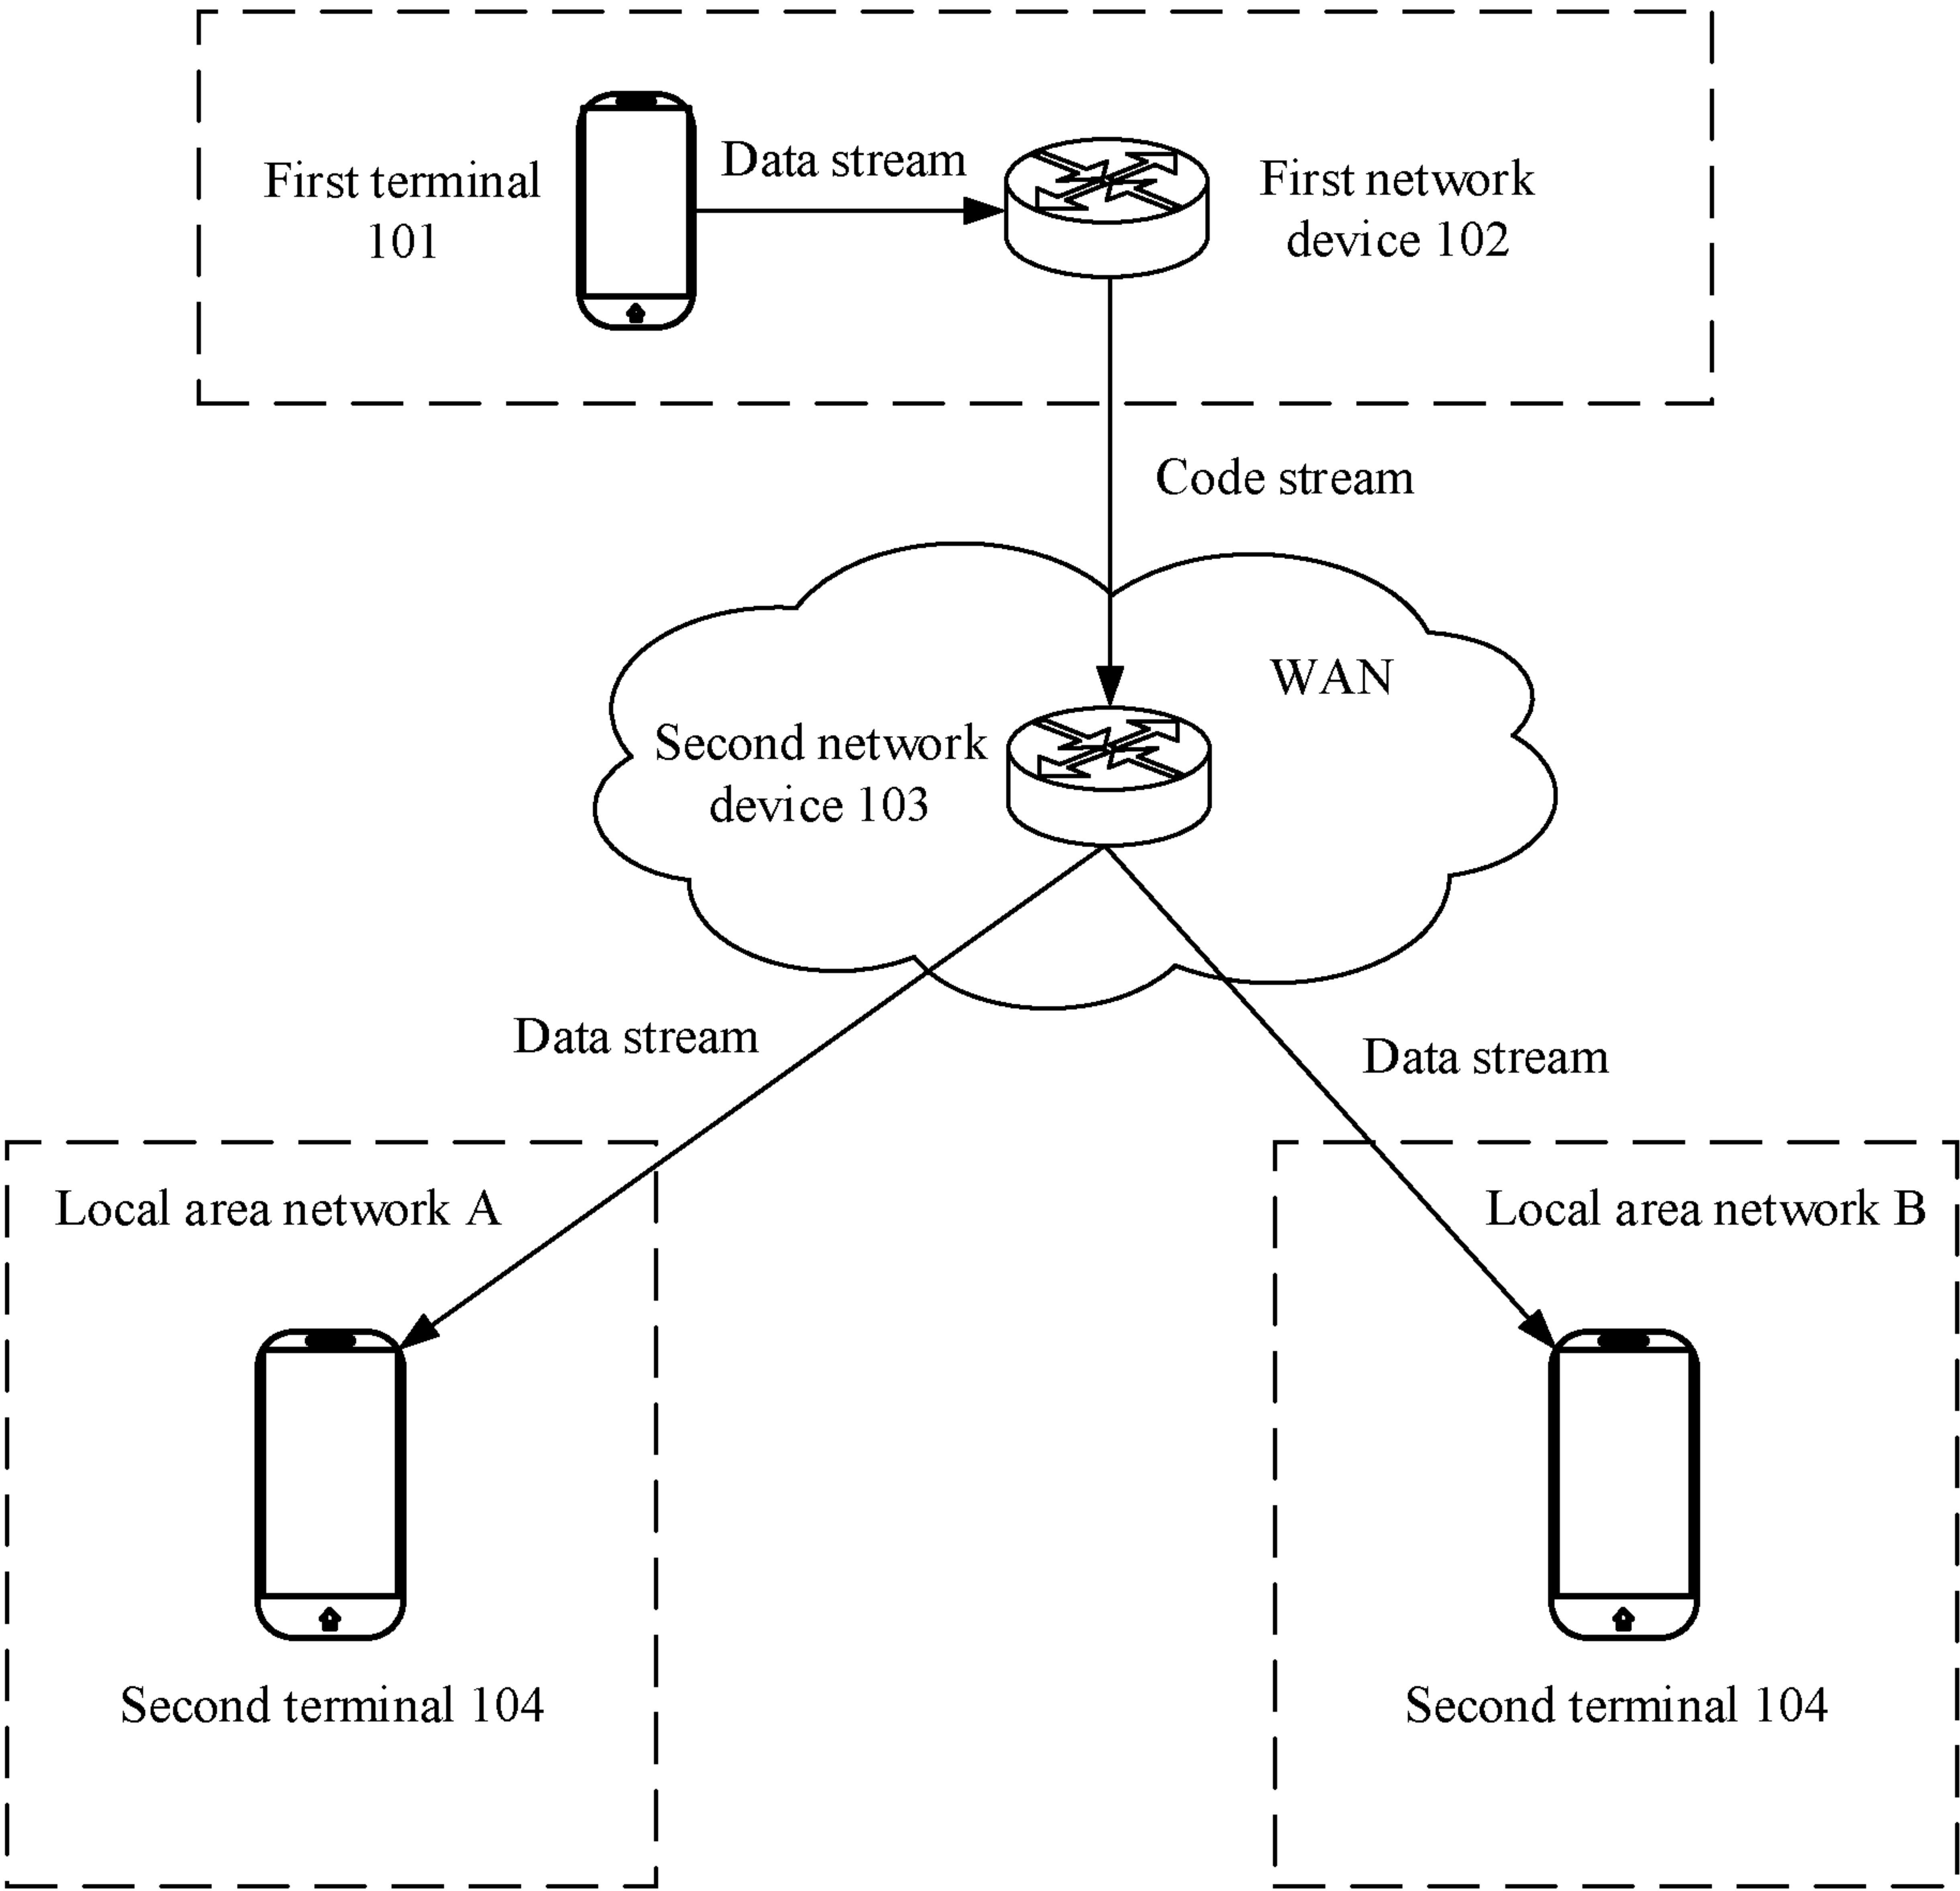 First terminal
101
Data stream
First network
device 102
Code stream
WAN
Second network
device 103
Data stream
Data stream
Local area network A
Local area network B
Second terminal 104
Second terminal 104